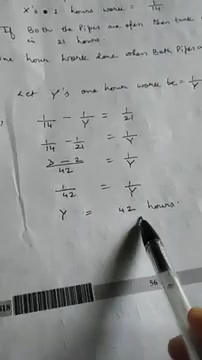 X's 1 hours work = 1/14
If Both the Pipes are open then tank
in 21 hours.
one hour work done when Both Pipes a
Let Y's one hour work be = 1/Y
1/14 - 1/Y = 1/21
1/14 - 1/21 = 1/Y
3 - 2/42 = 1/Y
1/42 = 1/Y
Y = 42 hours.
56